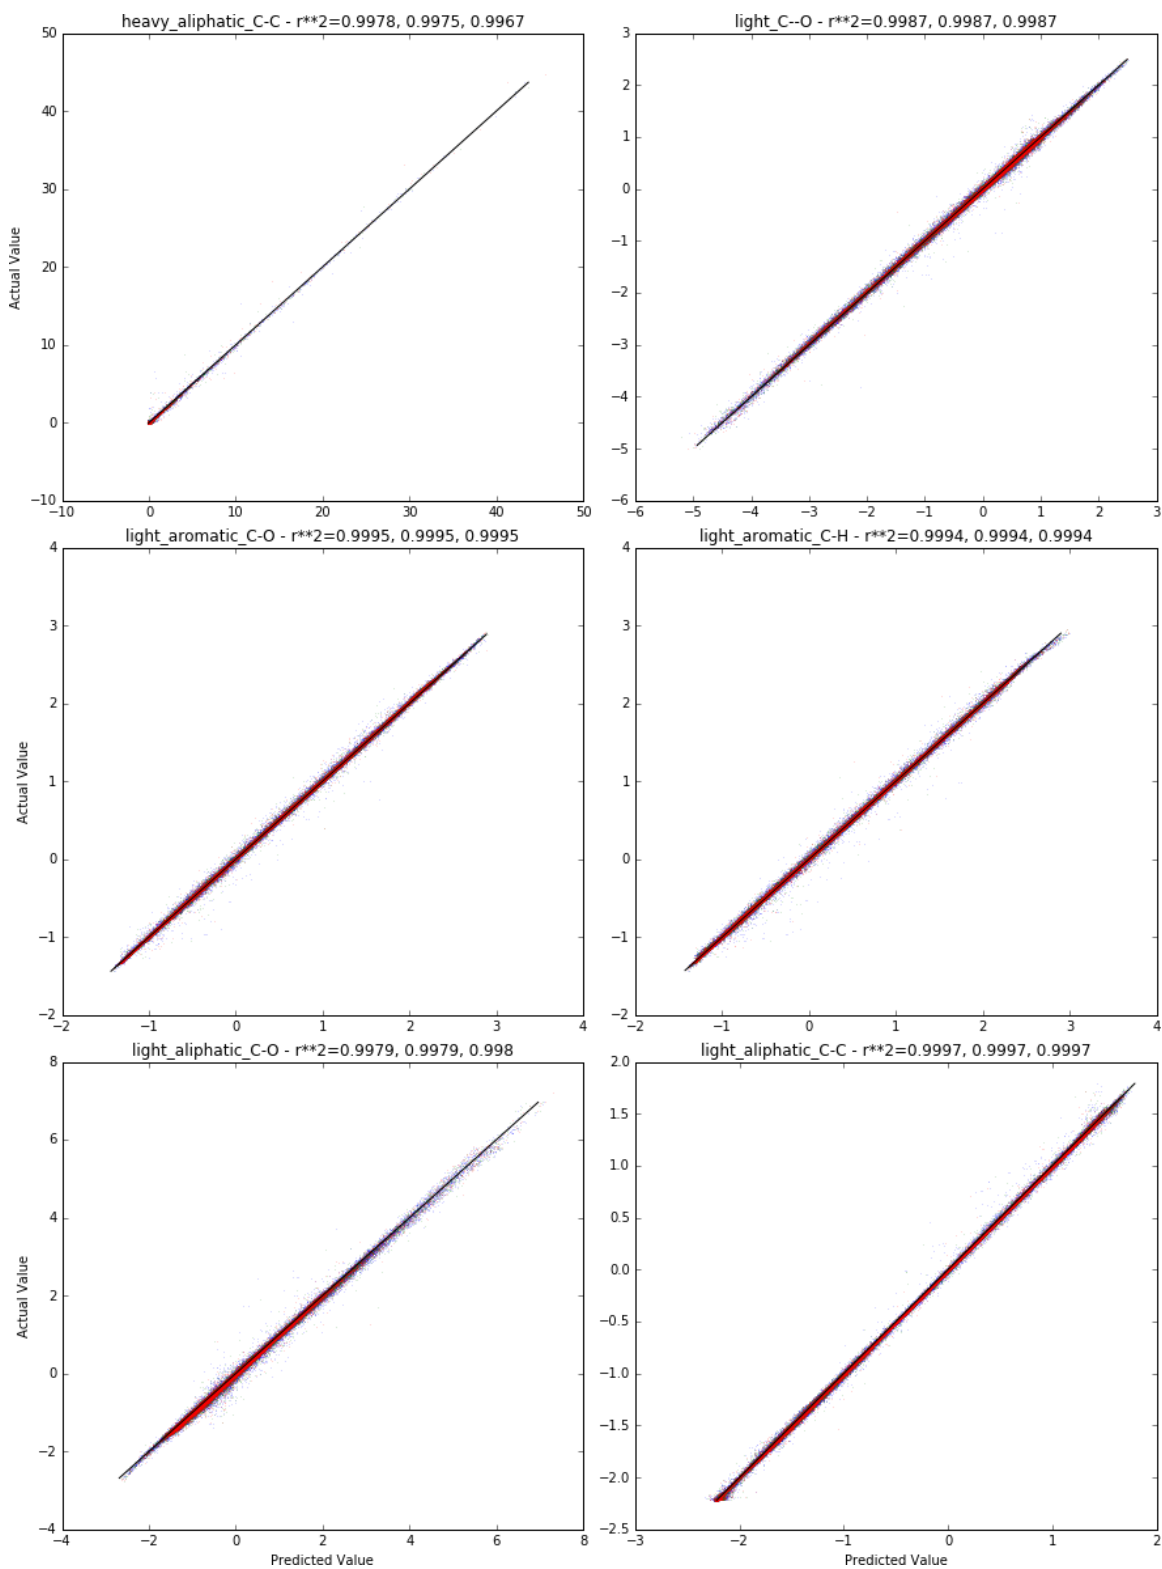 heavy_aliphatic_C-C - r**2=0.9978, 0.9975, 0.9967
50
40
30
20
10
0
−10
−10 0 10 20 30 40 50
Actual Value
light_C--O - r**2=0.9987, 0.9987, 0.9987
3
2
1
0
−1
−2
−3
−4
−5
−6
−6 −5 −4 −3 −2 −1 0 1 2 3
light_aromatic_C-O - r**2=0.9995, 0.9995, 0.9995
4
3
2
1
0
−1
−2
−2 −1 0 1 2 3 4
Actual Value
light_aromatic_C-H - r**2=0.9994, 0.9994, 0.9994
4
3
2
1
0
−1
−2
−2 −1 0 1 2 3 4
light_aliphatic_C-O - r**2=0.9979, 0.9979, 0.998
8
6
4
2
0
−2
−4
−4 −2 0 2 4 6 8
Actual Value
Predicted Value
light_aliphatic_C-C - r**2=0.9997, 0.9997, 0.9997
2.0
1.5
1.0
0.5
0.0
−0.5
−1.0
−1.5
−2.0
−2.5
−3 −2 −1 0 1 2
Predicted Value